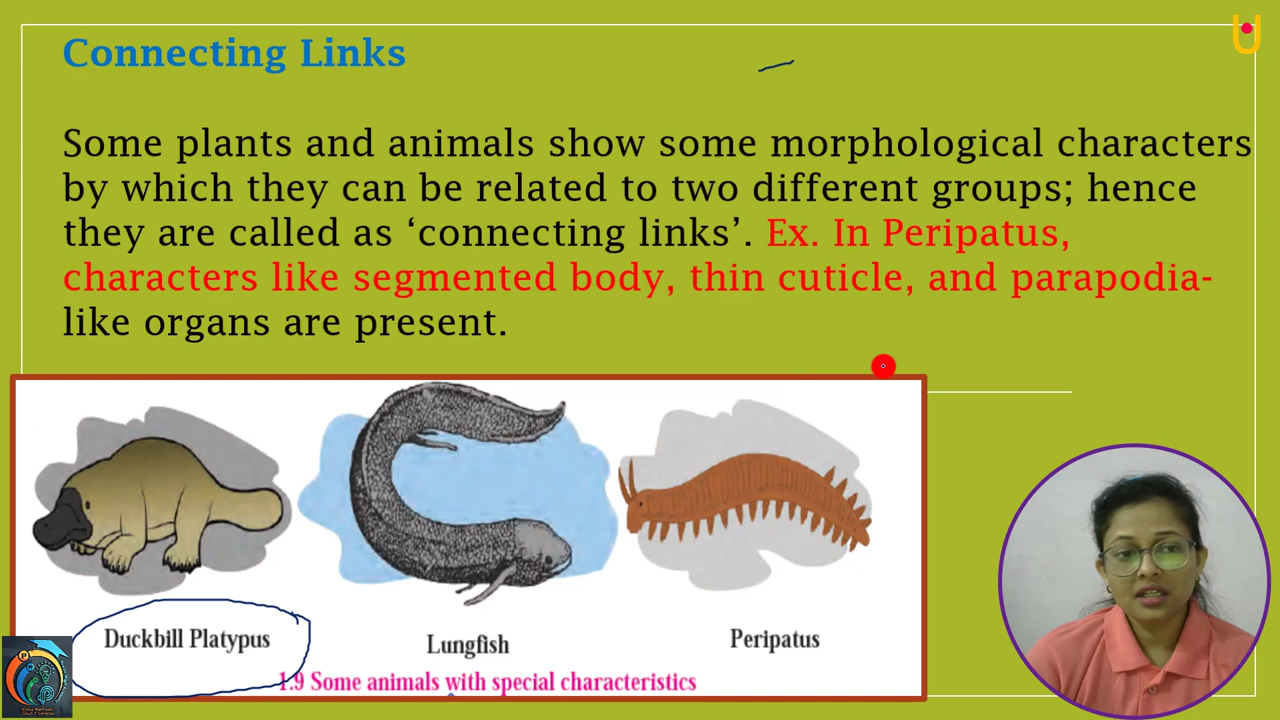 Connecting Links
Some plants and animals show some morphological characters
by which they can be related to two different groups; hence
they are called as ‘connecting links’. Ex. In Peripatus,
characters like segmented body, thin cuticle, and parapodia-
like organs are present.
Duckbill Platypus
Lungfish
Peripatus
1.9 Some animals with special characteristics